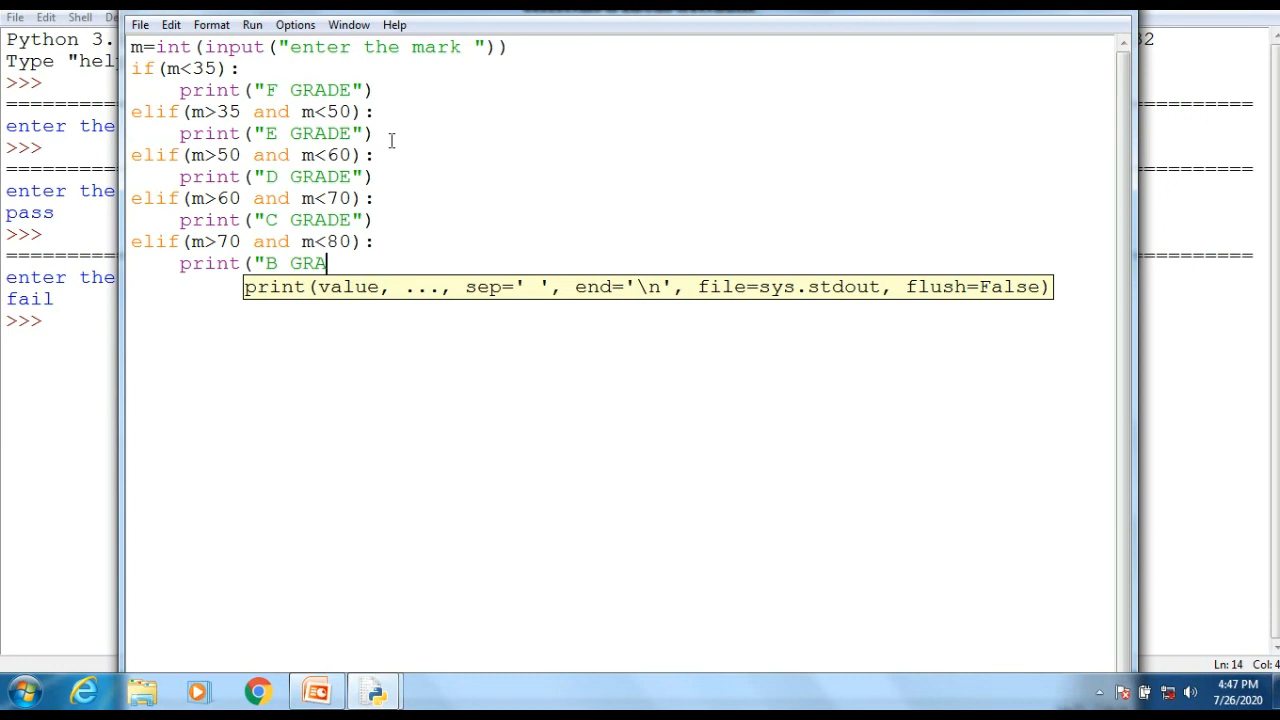 File Edit Shell
File Edit Format Run Options Window Help
Python 3.
Type "help
>>>
enter the
>>>
enter the
pass
>>>
enter the
fail
>>>
m=int(input("enter the mark "))
if(m<35):
print("F GRADE")
elif(m>35 and m<50):
print("E GRADE")
elif(m>50 and m<60):
print("D GRADE")
elif(m>60 and m<70):
print("C GRADE")
elif(m>70 and m<80):
print("B GRA
print(value, ..., sep=' ', end='\n', file=sys.stdout, flush=False)
Ln: 14 Col: 4
4:47 PM
7/26/2020